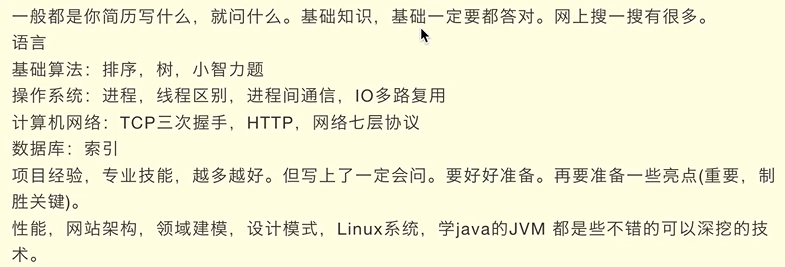 一般都是你简历写什么，就问什么。基础知识，基础一定要都答对。网上搜一搜有很多。
语言
基础算法：排序，树，小智力题
操作系统：进程，线程区别，进程间通信，IO多路复用
计算机网络：TCP三次握手，HTTP，网络七层协议
数据库：索引
项目经验，专业技能，越多越好。但写上了一定会问。要好好准备。再要准备一些亮点(重要，制
胜关键)。
性能，网站架构，领域建模，设计模式，Linux系统，学java的JVM 都是些不错的可以深挖的技
术。